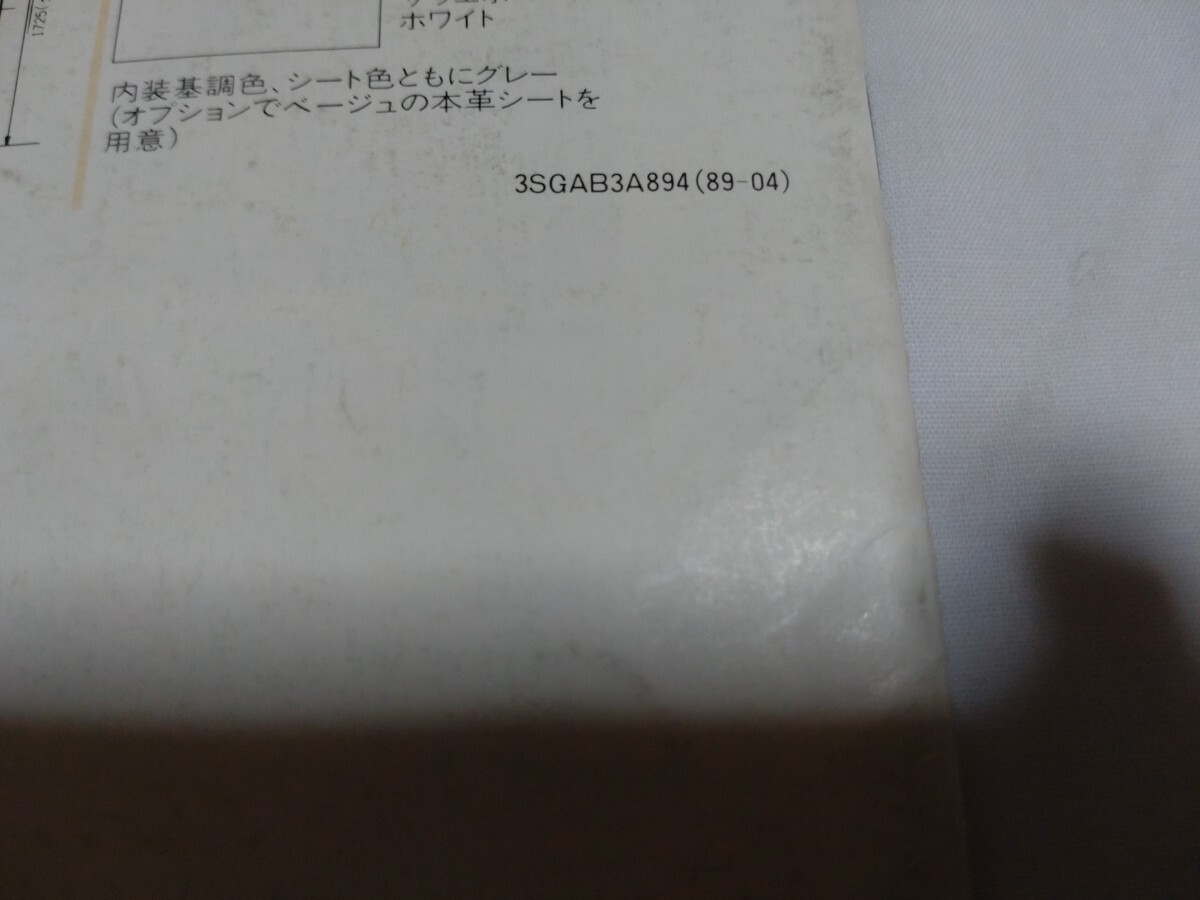 ホワイト
1725(
内装基調色、シート色ともにグレー
(オプションでベージュの本革シートを
用意)
3SGAB3A894(89-04)